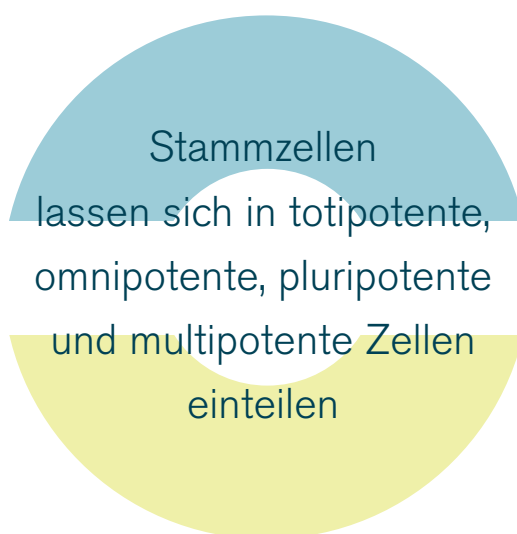 Stammzellen
lassen sich in totipotente,
omnipotente, pluripotente
und multipotente Zellen
einteilen